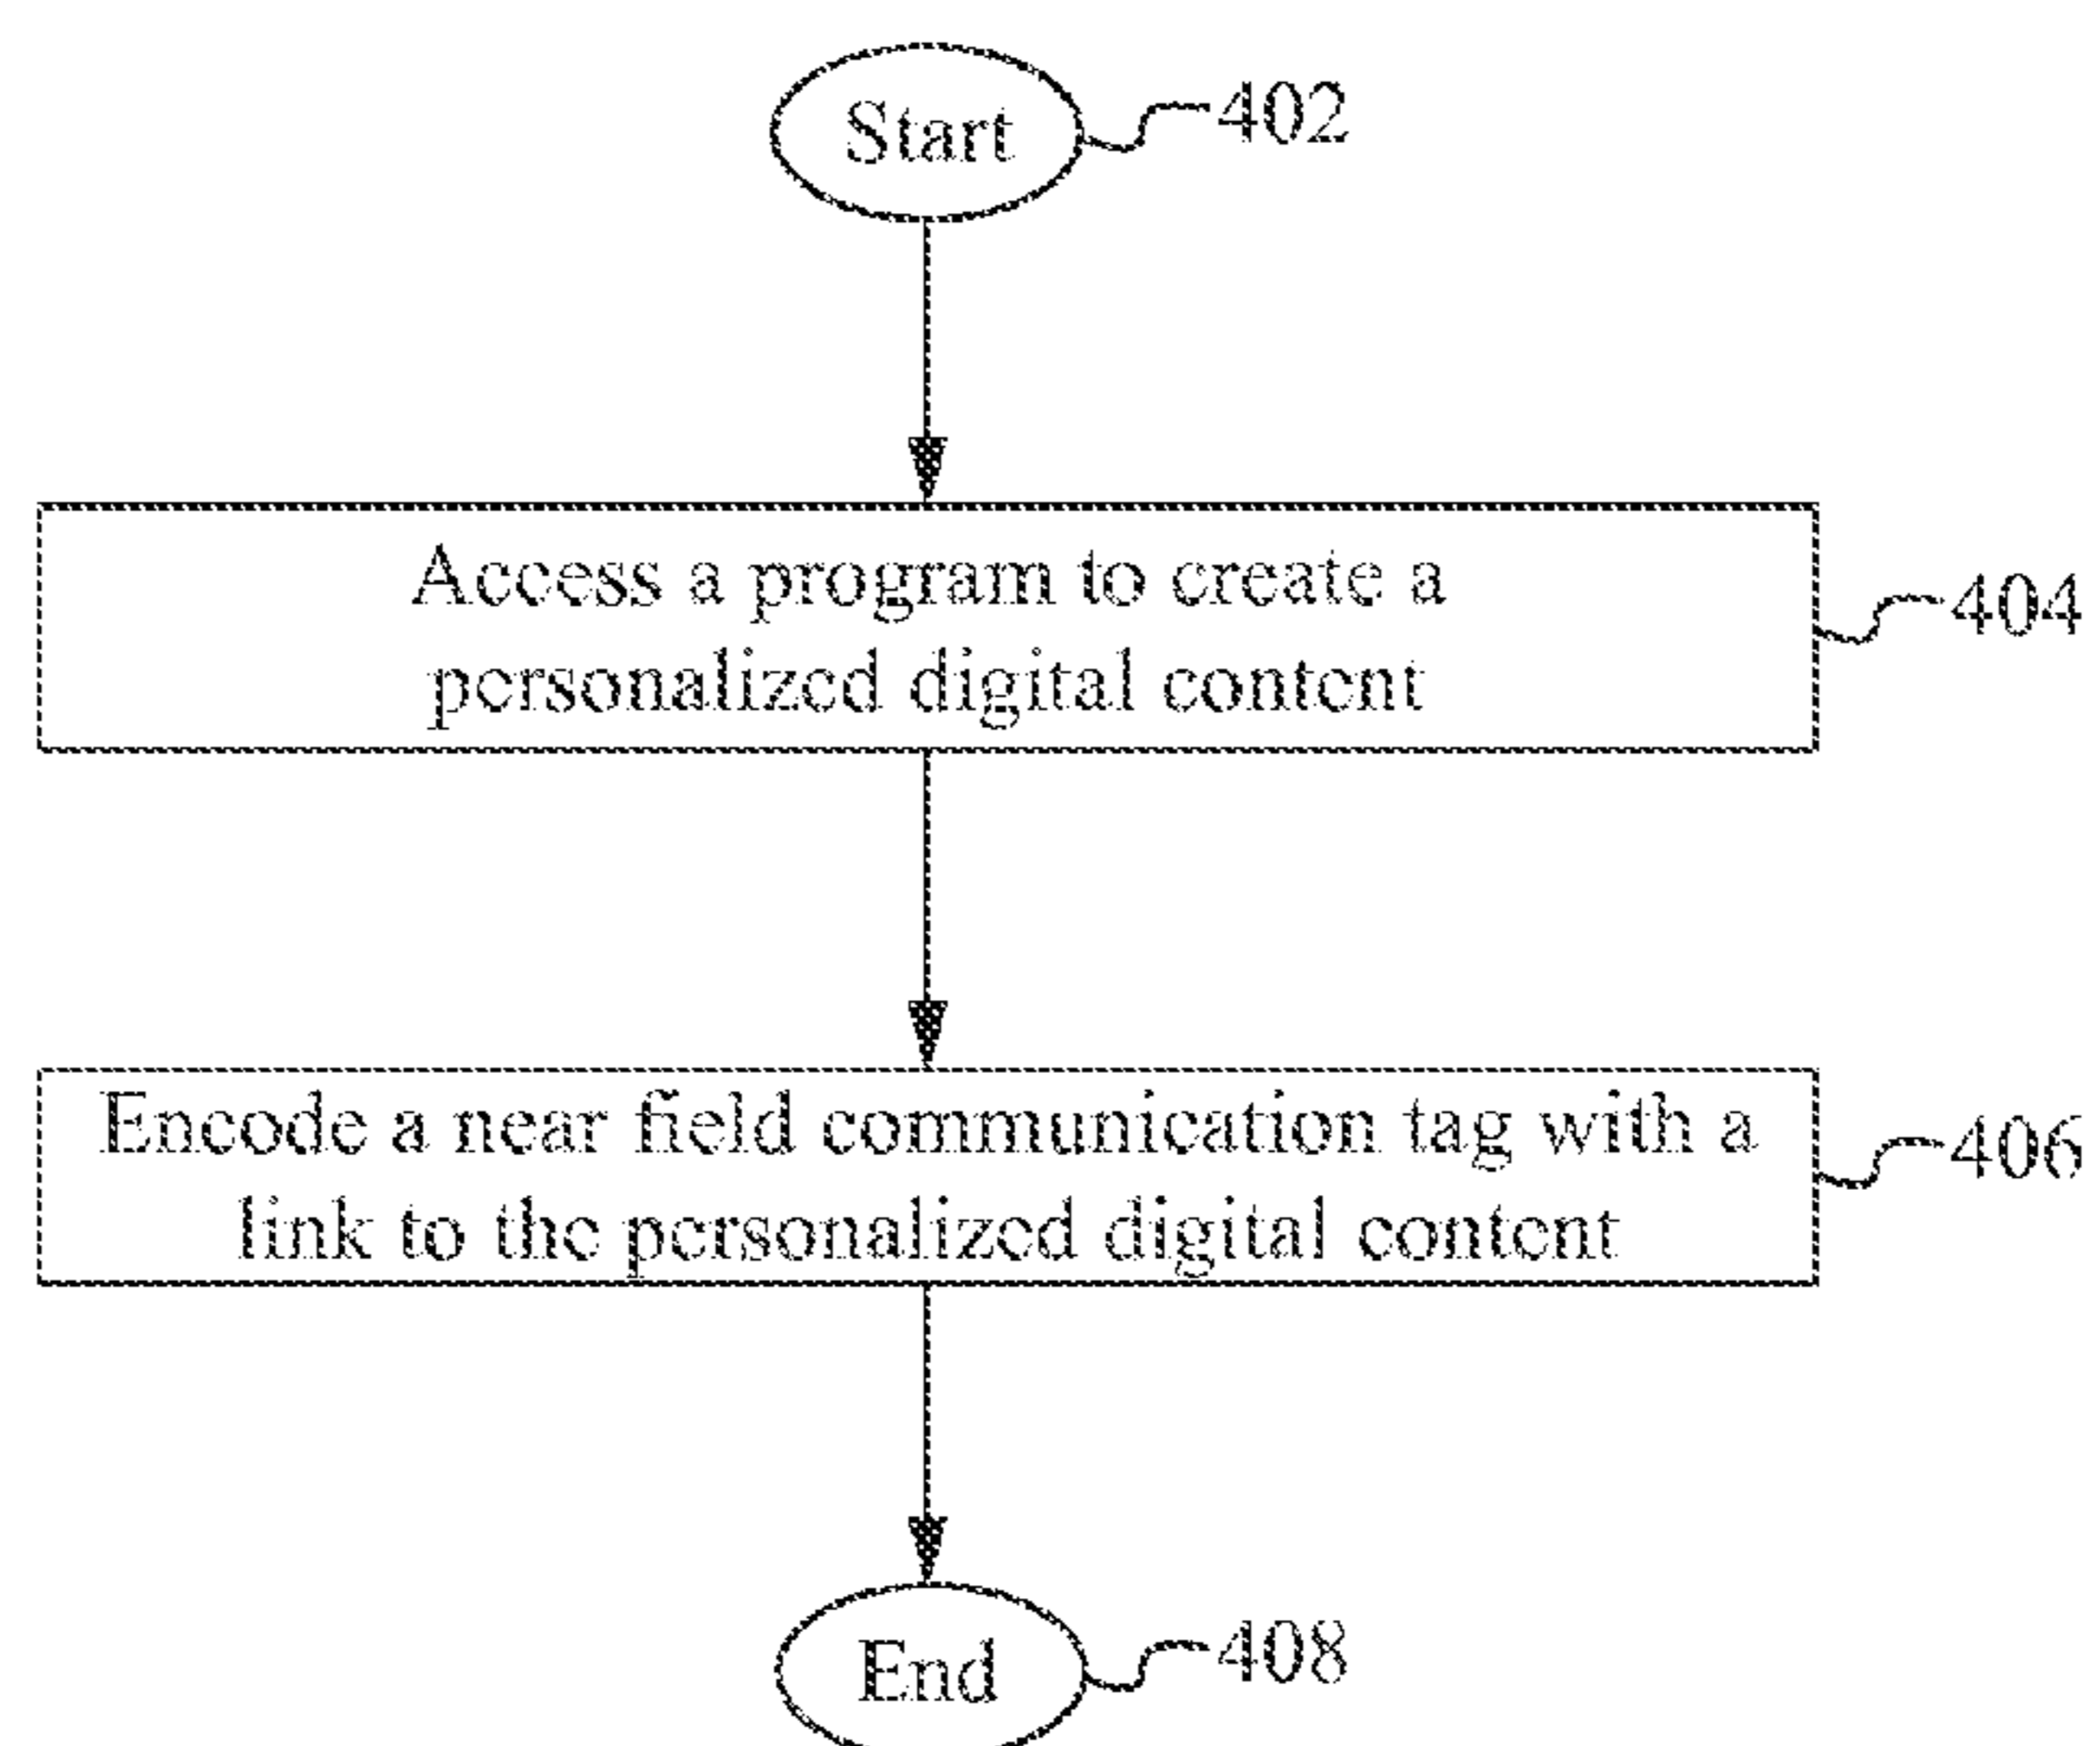 Start
402
Access a program to create a
personalized digital content
404
Encode a near field communication tag with a
link to the personalized digital content
406
End
408